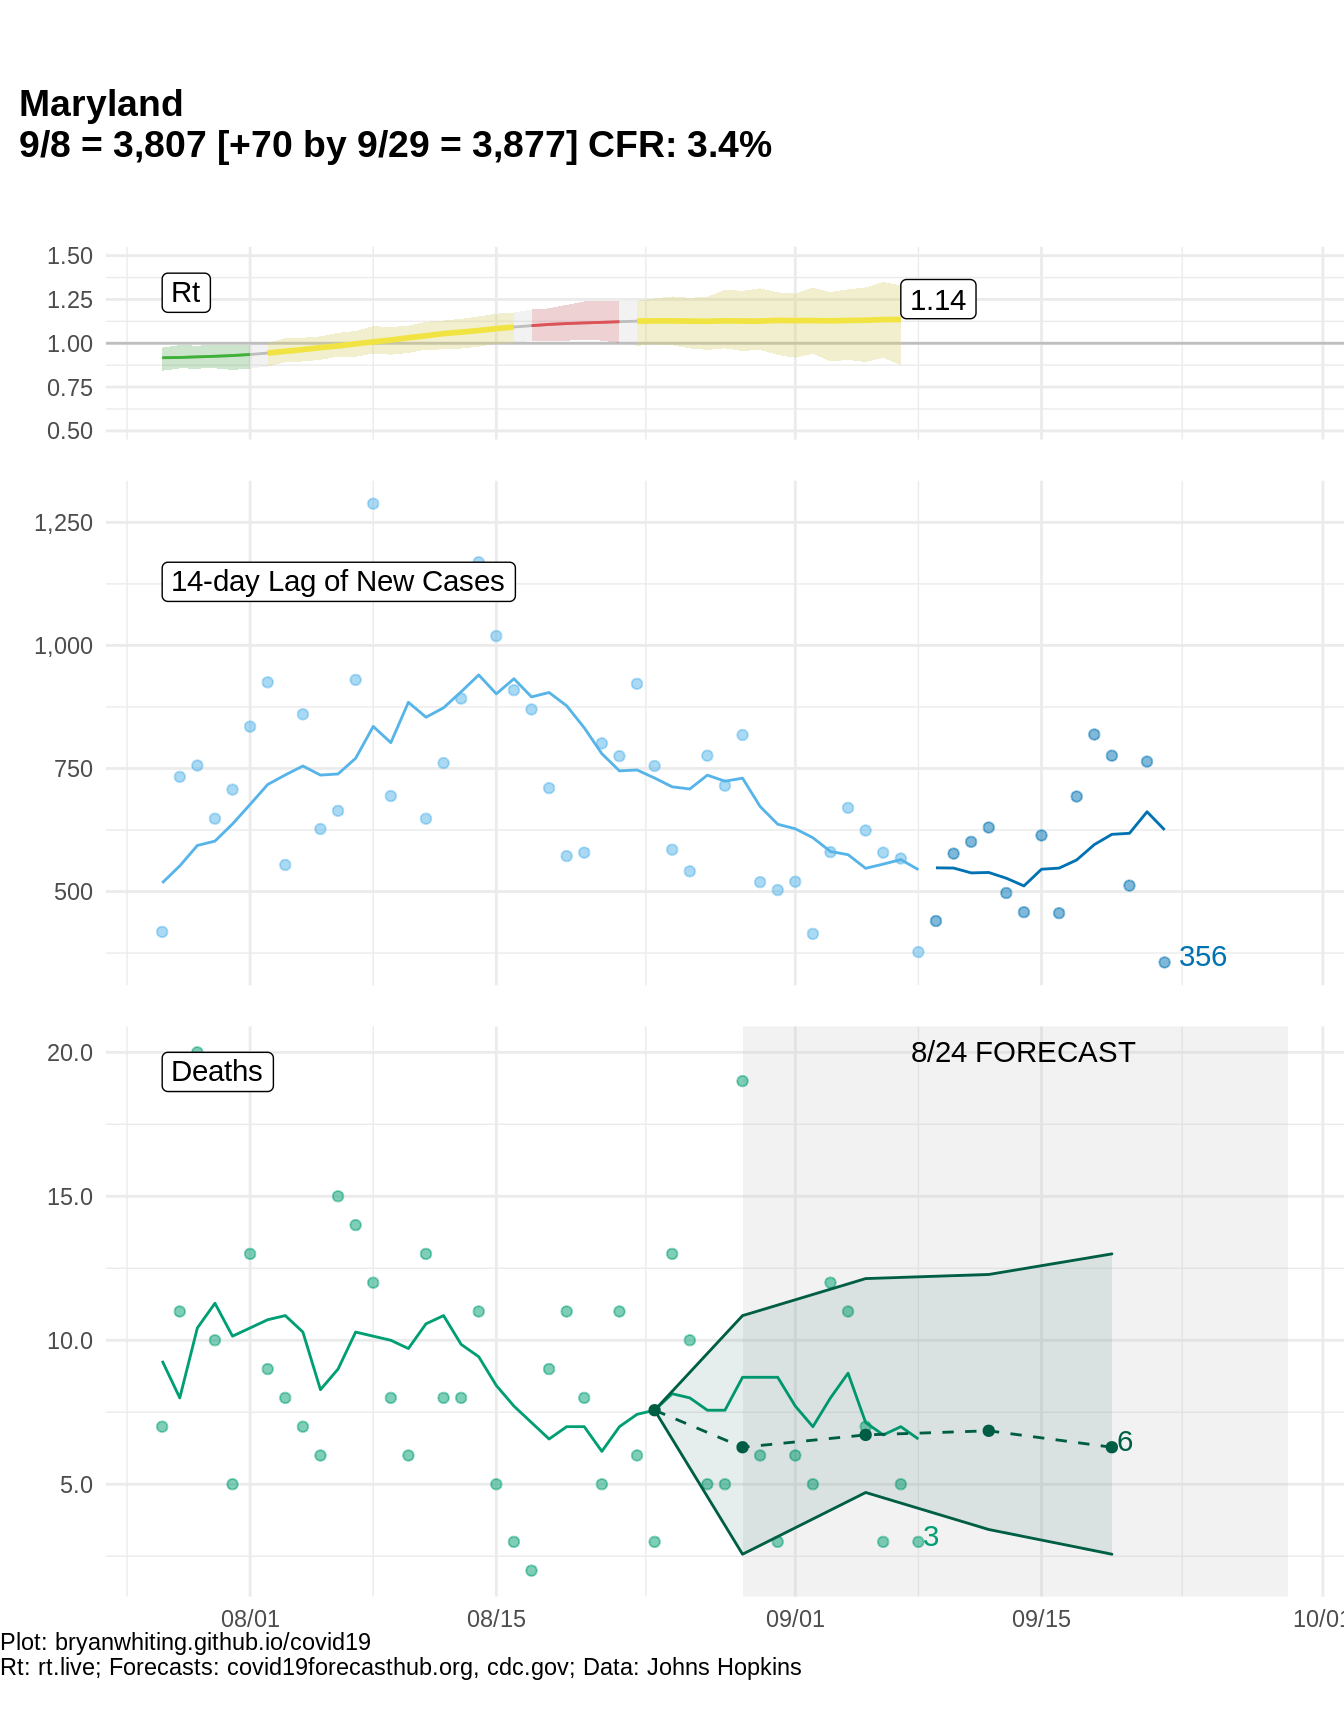 Maryland
9/8 = 3,807 [+70 by 9/29 = 3,877] CFR: 3.4%
1.50
Rt
1.25
1.14
1.00
0.75
0.50
1,250
14-day Lag of New Cases
1,000
750
500
356
20.0
8/24 FORECAST
Deaths
15.0
10.0
6
5.0
3
08/01 08/15 09/01 09/15 10/01
Plot: bryanwhiting.github.io/covid19
Rt: rt.live; Forecasts: covid19forecasthub.org, cdc.gov; Data: Johns Hopkins